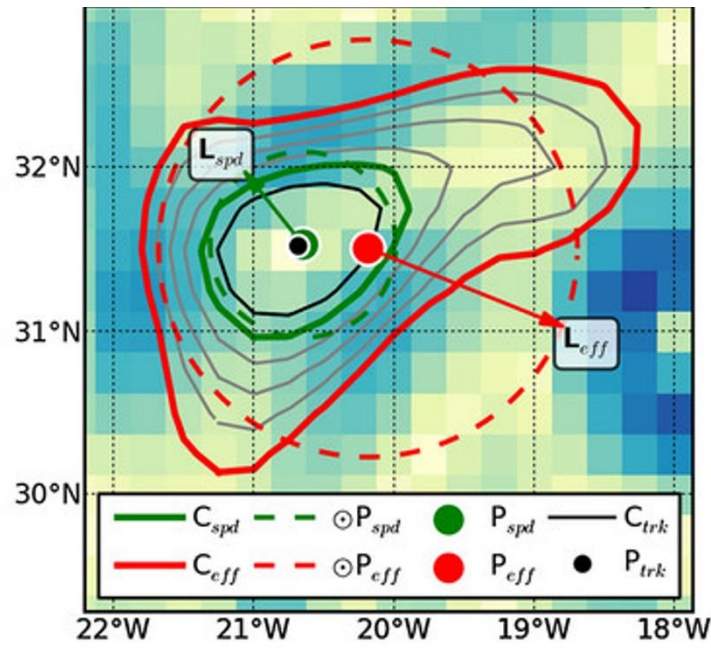 L_spd
32°N
31°N
L_eff
30°N
C_spd ⊙P_spd P_spd C_trk
C_eff ⊙P_eff P_eff P_trk
22°W 21°W 20°W 19°W 18°W